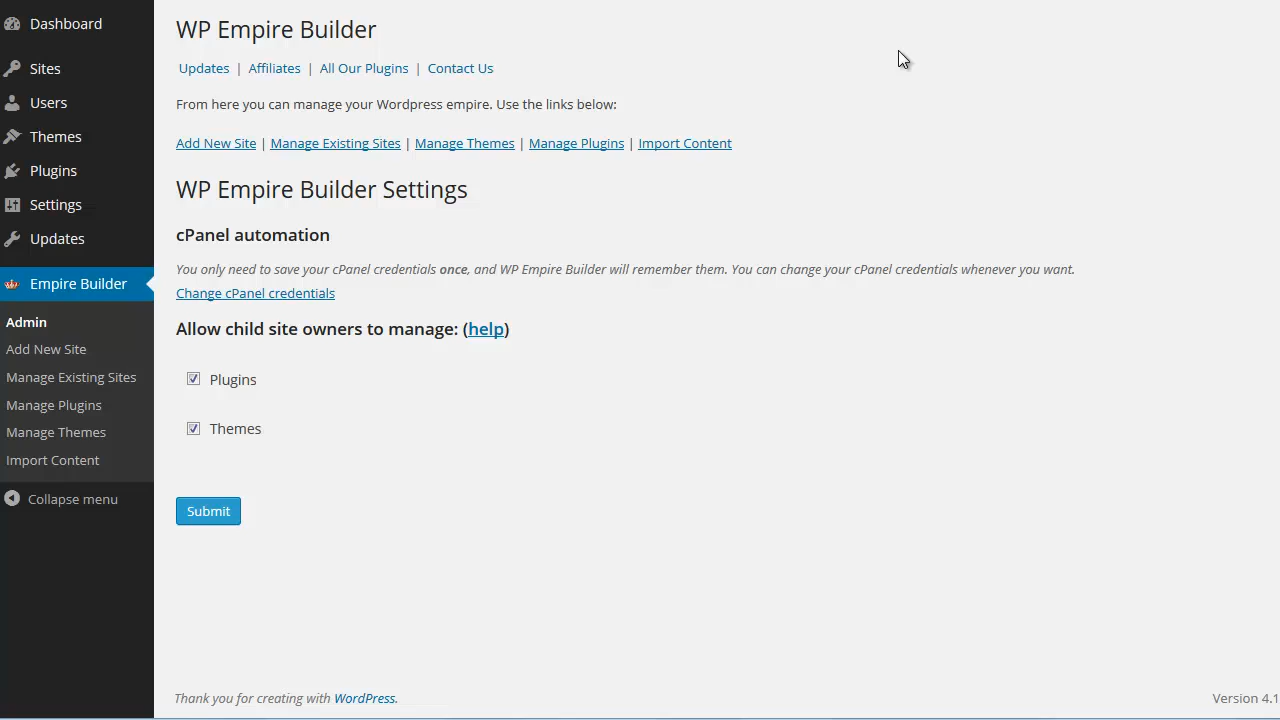 Dashboard
Sites
Users
Themes
Plugins
Settings
Updates
Empire Builder
Admin
Add New Site
Manage Existing Sites
Manage Plugins
Manage Themes
Import Content
Collapse menu
WP Empire Builder
Updates | Affiliates | All Our Plugins | Contact Us
From here you can manage your Wordpress empire. Use the links below:
Add New Site | Manage Existing Sites | Manage Themes | Manage Plugins | Import Content
WP Empire Builder Settings
cPanel automation
You only need to save your cPanel credentials once, and WP Empire Builder will remember them. You can change your cPanel credentials whenever you want.
Change cPanel credentials
Allow child site owners to manage: (help)
Plugins
Themes
Submit
Thank you for creating with WordPress.
Version 4.1